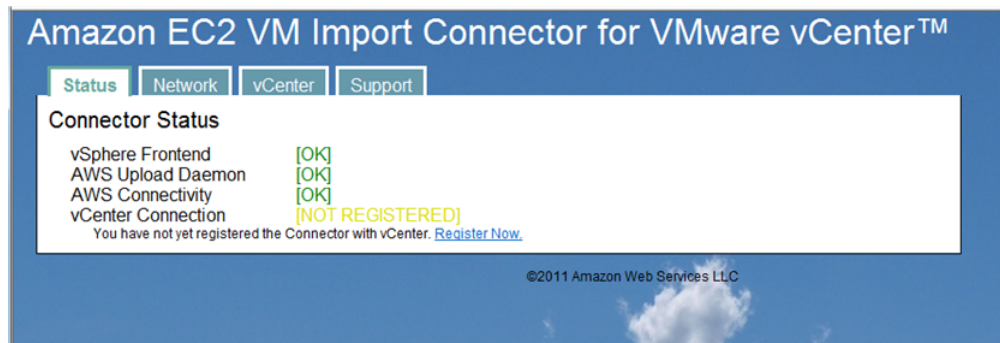 Amazon EC2 VM Import Connector for VMware vCenter™
Status Network vCenter Support
Connector Status
vSphere Frontend [OK]
AWS Upload Daemon [OK]
AWS Connectivity [OK]
vCenter Connection [NOT REGISTERED]
You have not yet registered the Connector with vCenter. Register Now.
©2011 Amazon Web Services LLC